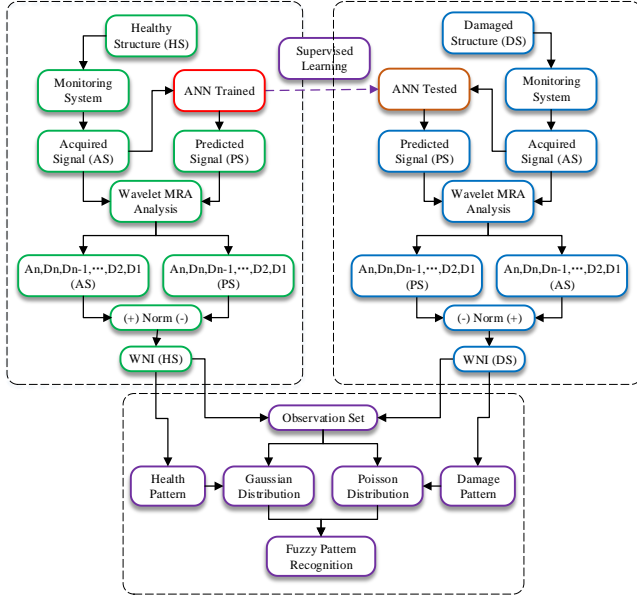 Healthy
Structure (HS)
Monitoring
System
ANN Trained
Acquired
Signal (AS)
Predicted
Signal (PS)
Wavelet MRA
Analysis
An,Dn,Dn-1,⋯,D2,D1
(AS)
An,Dn,Dn-1,⋯,D2,D1
(PS)
(+) Norm (-)
WNI (HS)
Supervised
Learning
Damaged
Structure (DS)
ANN Tested
Monitoring
System
Predicted
Signal (PS)
Acquired
Signal (AS)
Wavelet MRA
Analysis
An,Dn,Dn-1,⋯,D2,D1
(PS)
An,Dn,Dn-1,⋯,D2,D1
(AS)
(-) Norm (+)
WNI (DS)
Observation Set
Health
Pattern
Gaussian
Distribution
Poisson
Distribution
Damage
Pattern
Fuzzy Pattern
Recognition